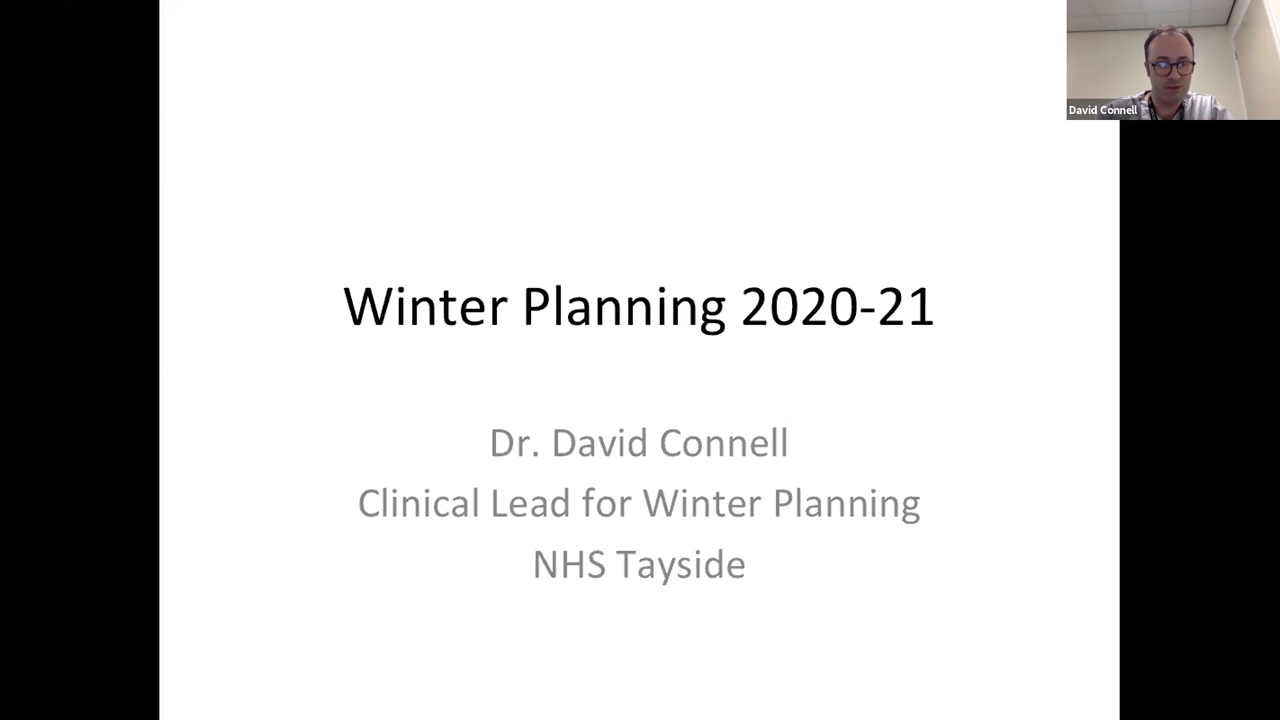 David Connell
Winter Planning 2020-21
Dr. David Connell
Clinical Lead for Winter Planning
NHS Tayside